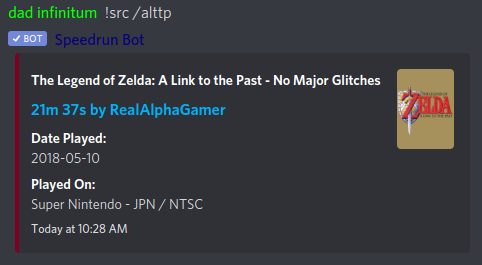 dad infinitum !src /alttp
✓ BOT Speedrun Bot
The Legend of Zelda: A Link to the Past - No Major Glitches
21m 37s by RealAlphaGamer
Date Played:
2018-05-10
Played On:
Super Nintendo - JPN / NTSC
Today at 10:28 AM
ZELDA